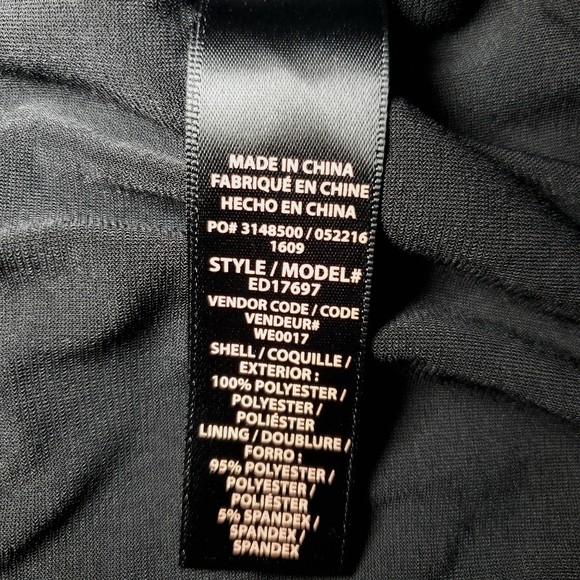 MADE IN CHINA
FABRIQUÉ EN CHINE
HECHO EN CHINA
PO# 3148500 / 052216
1609
STYLE / MODEL#
ED17697
VENDOR CODE / CODE
VENDEUR#
WE0017
SHELL / COQUILLE /
EXTERIOR :
100% POLYESTER /
POLYESTER /
POLIÉSTER
LINING / DOUBLURE /
FORRO :
95% POLYESTER /
POLYESTER /
POLIÉSTER
5% SPANDEX /
SPANDEX /
SPANDEX